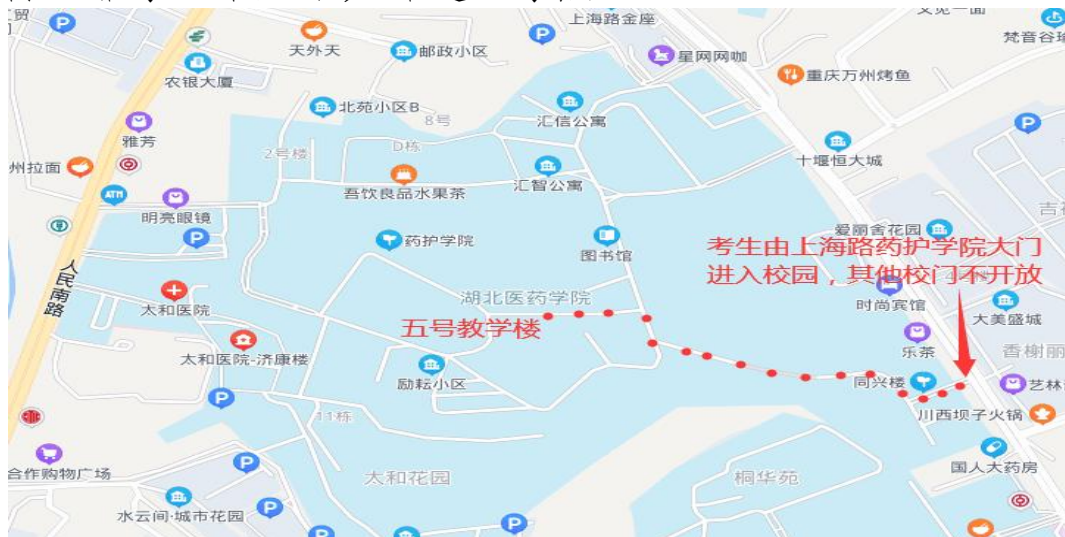 上海路金座
文见一面
天外天
邮政小区
星网网咖
农银大厦
重庆万州烤鱼
北苑小区B
8号
汇信公寓
雅芳
2号楼
D栋
十堰恒大城
州拉面
吾饮良品水果茶
汇智公寓
ATM
明亮眼镜
药护学院
图书馆
爱丽舍花园
考生由上海路药护学院大门
进入校园，其他校门不开放
人民南路
太和医院
湖北医药学院
时尚宾馆
大美盛城
五号教学楼
太和医院-济康楼
乐茶
香榭丽
励耘小区
同兴楼
艺林
11栋
川西坝子火锅
合作购物广场
太和花园
桐华苑
国人大药房
水云间·城市花园